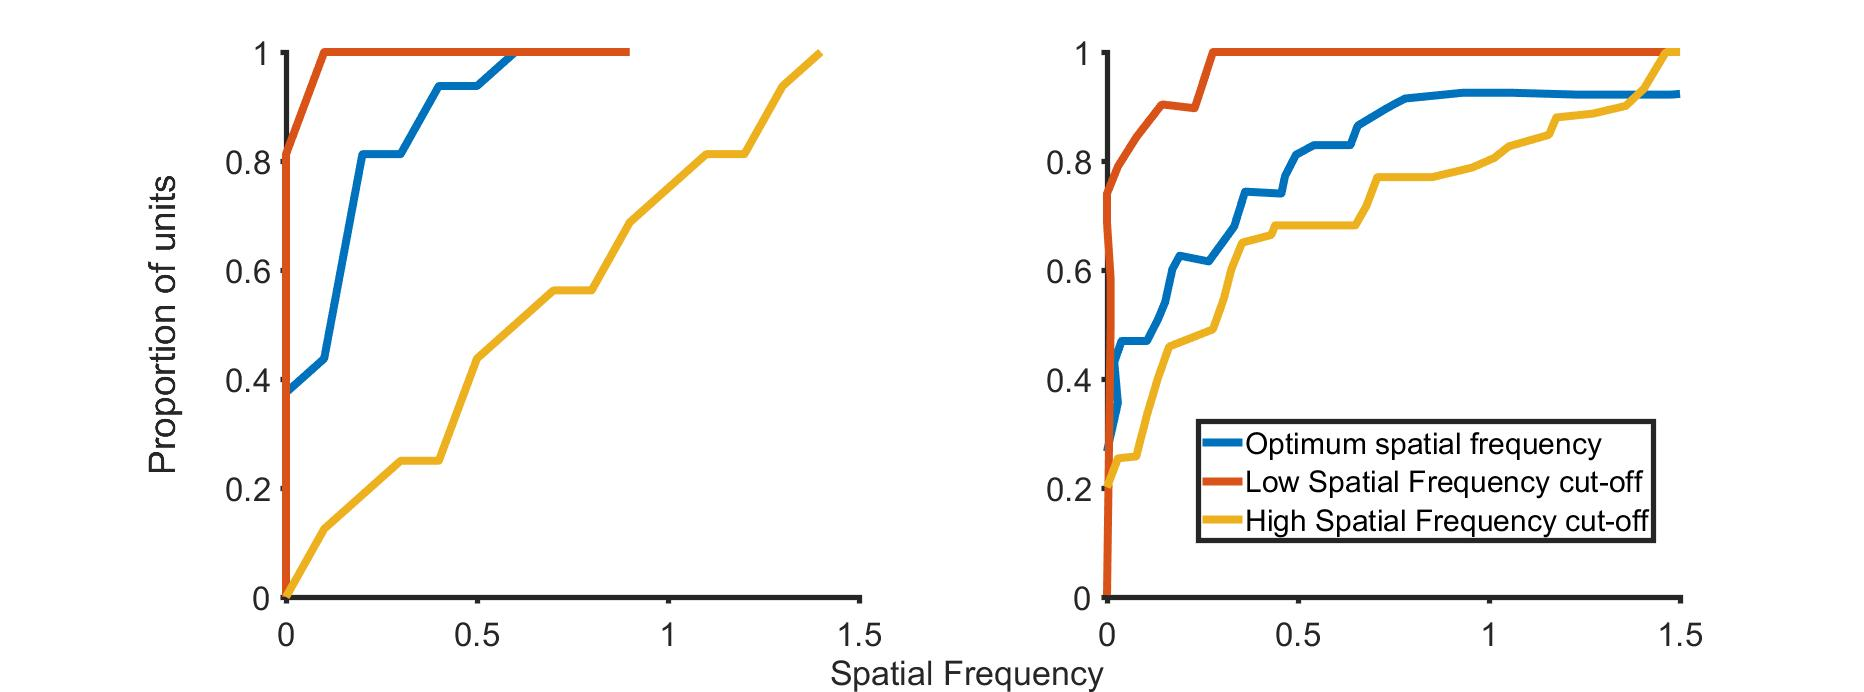 Proportion of units
1
0.8
0.6
0.4
0.2
0
0 0.5 1 1.5
1
0.8
0.6
0.4
0.2
0
0 0.5 1 1.5
Optimum spatial frequency
Low Spatial Frequency cut-off
High Spatial Frequency cut-off
Spatial Frequency